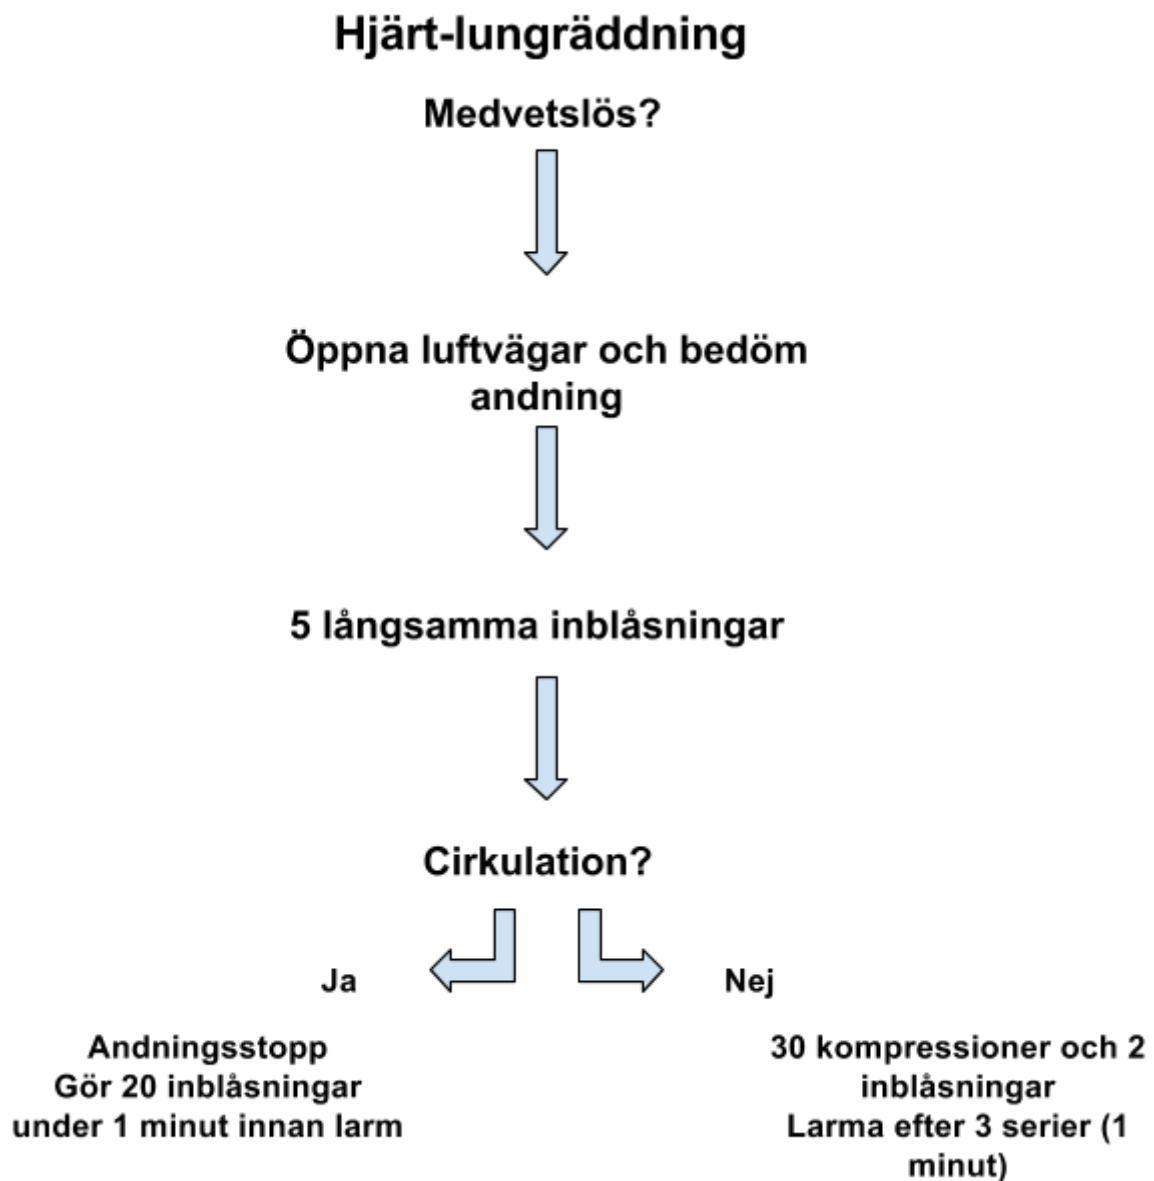 Hjärt-lungräddning
Medvetslös?
Öppna luftvägar och bedöm
andning
5 långsamma inblåsningar
Cirkulation?
Ja
Nej
Andningsstopp
Gör 20 inblåsningar
under 1 minut innan larm
30 kompressioner och 2
inblåsningar
Larma efter 3 serier (1
minut)